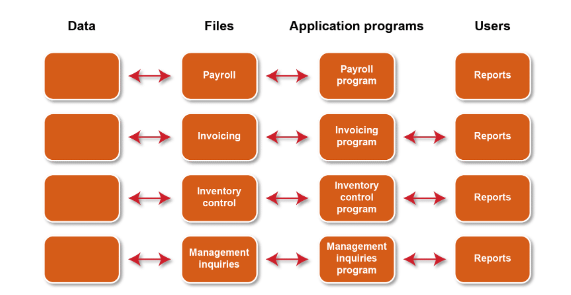 Data Files Application programs Users
Payroll
Payroll
program
Reports
Invoicing
Invoicing
program
Reports
Inventory
control
Inventory
control
program
Reports
Management
inquiries
Management
inquiries
program
Reports